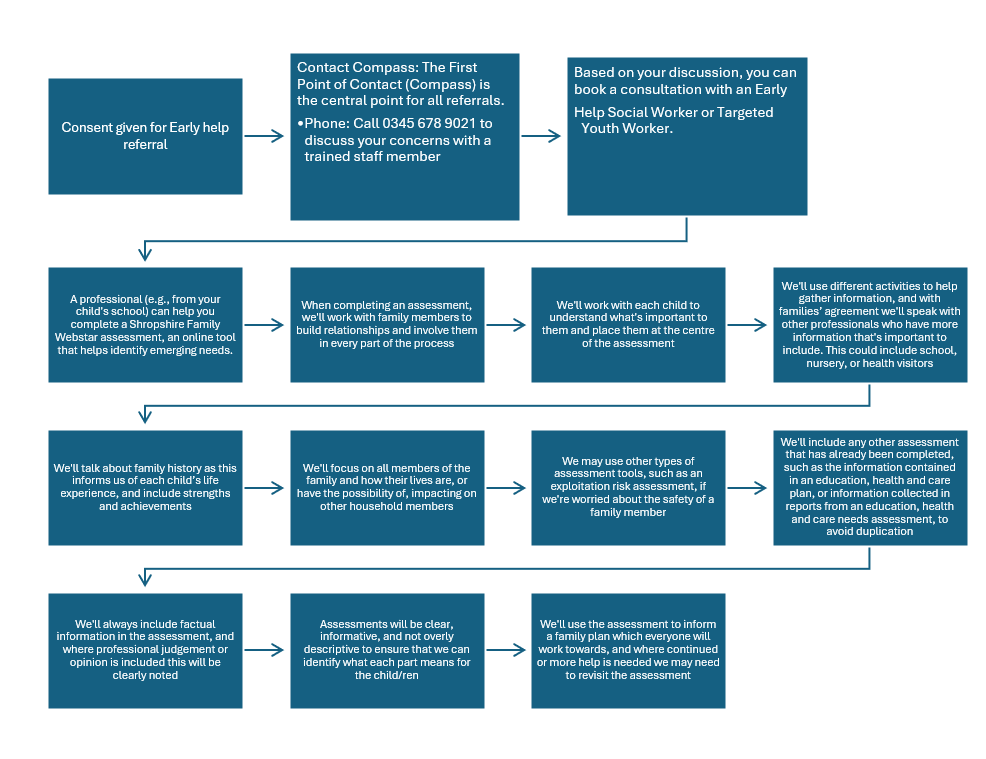 Consent given for Early help
referral
Contact Compass: The First
Point of Contact (Compass) is
the central point for all referrals.
•Phone: Call 0345 678 9021 to
discuss your concerns with a
trained staff member
Based on your discussion, you can
book a consultation with an Early
Help Social Worker or Targeted
Youth Worker.
A professional (e.g., from your
child's school) can help you
complete a Shropshire Family
Webstar assessment, an online tool
that helps identify emerging needs.
When completing an assessment,
we'll work with family members to
build relationships and involve them
in every part of the process
We'll work with each child to
understand what's important to
them and place them at the centre
of the assessment
We'll use different activities to help
gather information, and with
families' agreement we'll speak with
other professionals who have more
information that's important to
include. This could include school,
nursery, or health visitors
We'll talk about family history as this
informs us of each child's life
experience, and include strengths
and achievements
We'll focus on all members of the
family and how their lives are, or
have the possibility of, impacting on
other household members
We may use other types of
assessment tools, such as an
exploitation risk assessment, if
we're worried about the safety of a
family member
We'll include any other assessment
that has already been completed,
such as the information contained
in an education, health and care
plan, or information collected in
reports from an education, health
and care needs assessment, to
avoid duplication
We'll always include factual
information in the assessment, and
where professional judgement or
opinion is included this will be
clearly noted
Assessments will be clear,
informative, and not overly
descriptive to ensure that we can
identify what each part means for
the child/ren
We'll use the assessment to inform
a family plan which everyone will
work towards, and where continued
or more help is needed we may need
to revisit the assessment